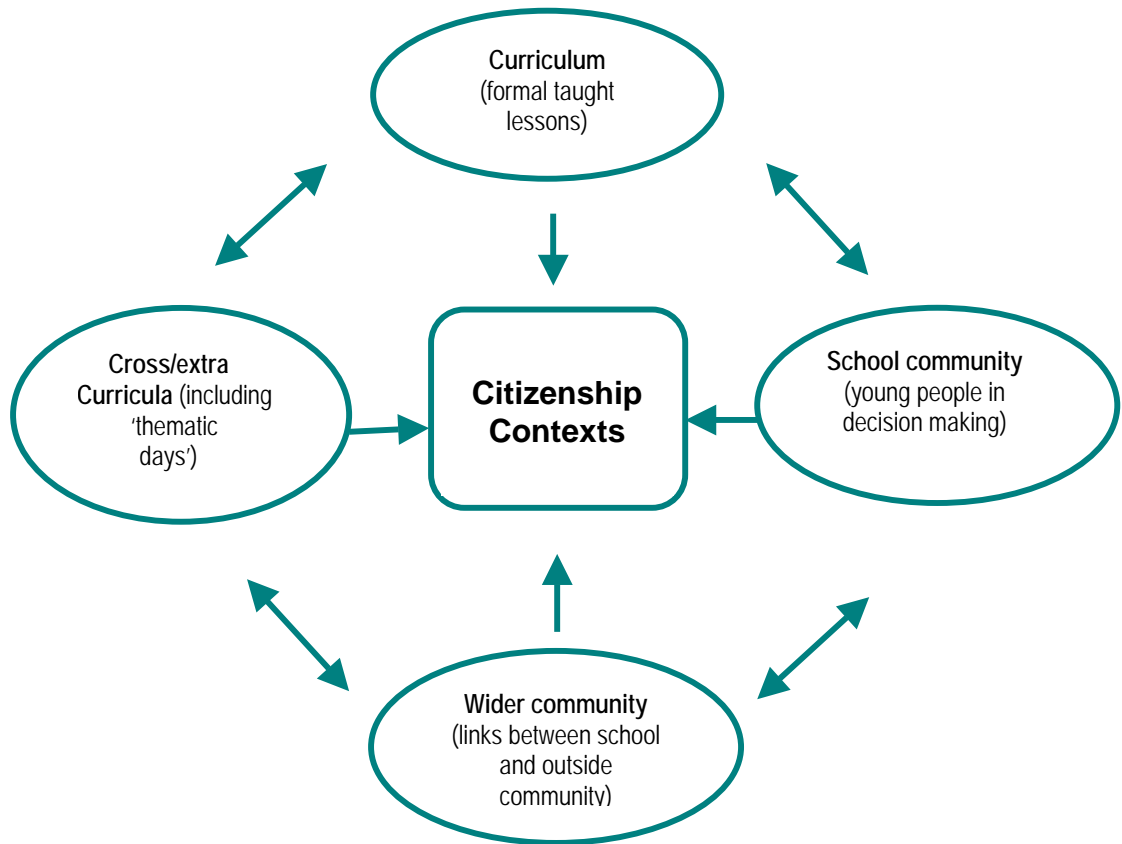 Curriculum
(formal taught
lessons)
Cross/extra
Curricula (including
'thematic
days')
Citizenship
Contexts
School community
(young people in
decision making)
Wider community
(links between school
and outside
community)